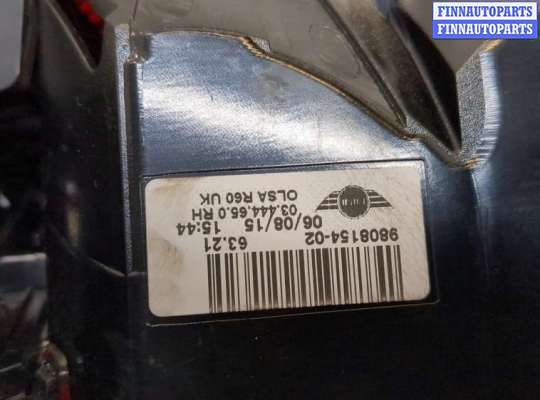 FINNAUTOPARTS
FINNAUTOPARTS
OLSA R60 UK
03.444.65.0 RH
06/08/15 15:44
63.21 9808154-02